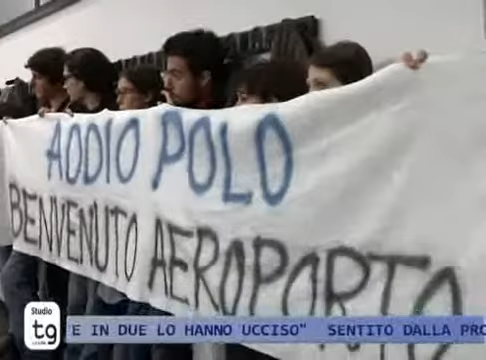 ADDIO POLO
BENVENUTO AEROPORTO
Studio
tg
E IN DUE LO HANNO UCCISO" SENTITO DALLA PRO